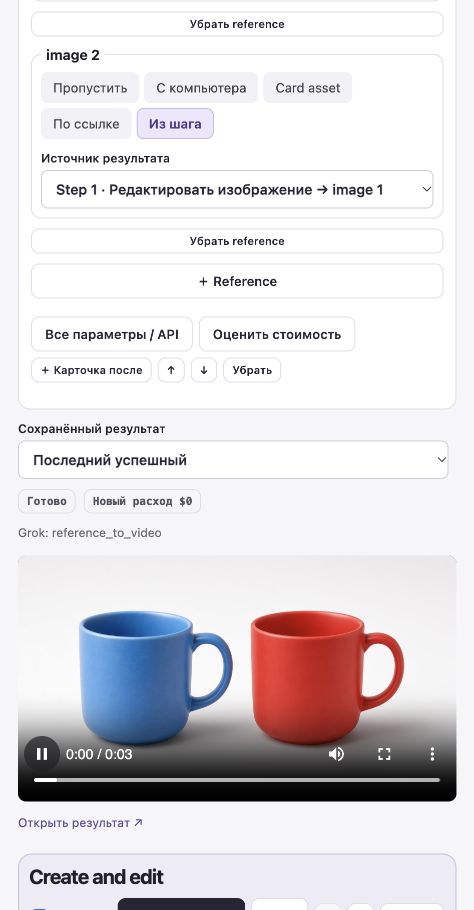 Убрать reference
image 2
Пропустить
С компьютера
Card asset
По ссылке
Из шага
Источник результата
Step 1 · Редактировать изображение → image 1
Убрать reference
+ Reference
Все параметры / API
Оценить стоимость
+ Карточка после
↑
↓
Убрать
Сохранённый результат
Последний успешный
Готово
Новый расход $0
Grok: reference_to_video
0:00 / 0:03
Открыть результат ↗
Create and edit